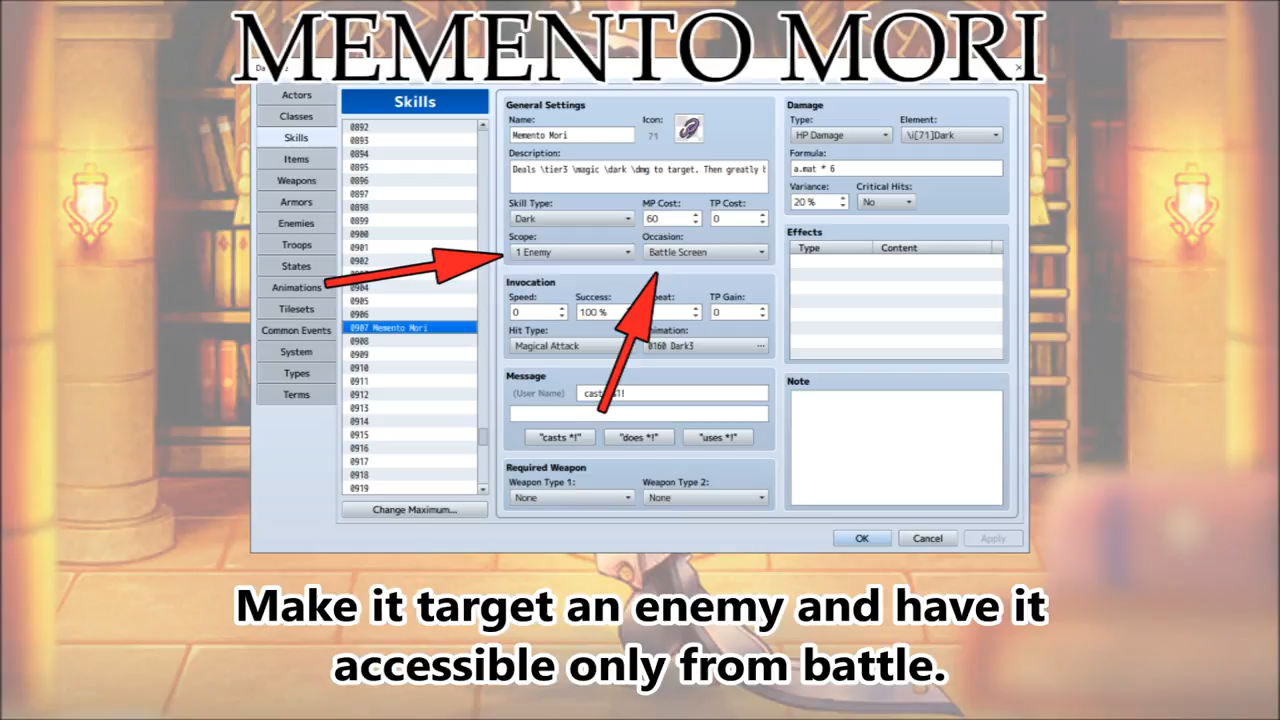 MEMENTO MORI
Actors
Classes
Skills
Items
Weapons
Armors
Enemies
Troops
States
Animations
Tilesets
Common Events
System
Types
Terms
Skills
0892
0893
0894
0895
0896
0897
0898
0899
0900
0901
0902
0904
0905
0906
0907 Memento Mori
0908
0909
0910
0911
0912
0913
0914
0915
0916
0917
0918
0919
Change Maximum...
General Settings
Name:
Icon:
Memento Mori
71
Description:
Deals \tier3 \magic \dark \dmg to target. Then greatly
Skill Type:
MP Cost:
TP Cost:
Dark
60
0
Scope:
Occasion:
1 Enemy
Battle Screen
Invocation
Speed:
Success:
TP Gain:
0
100 %
0
Hit Type:
Magical Attack
0160 Dark3
...
Message
(User Name)
"casts *!"
"does *!"
"uses *!"
Required Weapon
Weapon Type 1:
Weapon Type 2:
None
None
Damage
Type:
Element:
HP Damage
\i[71]Dark
Formula:
a.mat * 6
Variance:
Critical Hits:
20 %
No
Effects
Type
Content
Note
OK
Cancel
Apply
Make it target an enemy and have it
accessible only from battle.